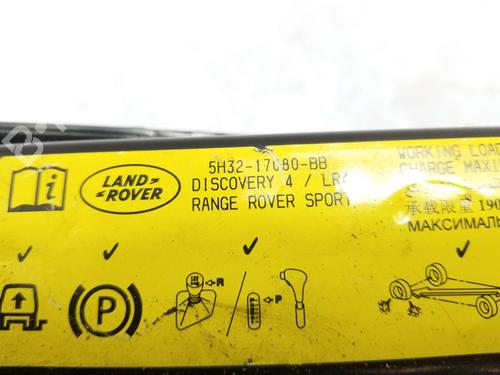 5H32-17080-BB
DISCOVERY 4 / LR4
RANGE ROVER SPORT
LAND-
-ROVER
WORKING LOAD
CHARGE MAXI
承载限量 190
МАКСИМАЛЬ
R
P
P